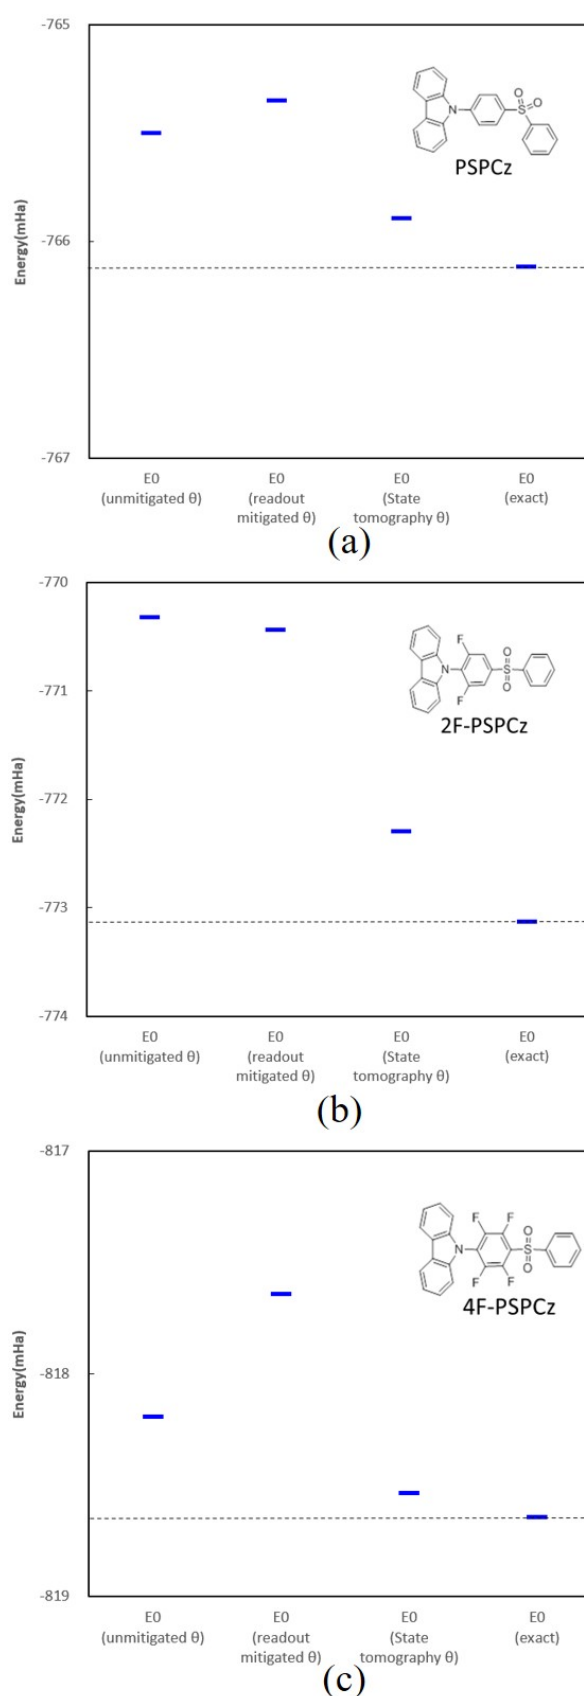 -765
-766
-767
Energy(mHa)
N
S
O
O
PSPCz
E0
(unmitigated θ)
E0
(readout
mitigated θ)
E0
(State
tomography θ)
E0
(exact)
(a)
-770
-771
-772
-773
-774
Energy(mHa)
F
N
F
O
S
O
2F-PSPCz
E0
(unmitigated θ)
E0
(readout
mitigated θ)
E0
(State
tomography θ)
E0
(exact)
(b)
-817
-818
-819
Energy(mHa)
F
F
O
N
S
O
F
F
4F-PSPCz
E0
(unmitigated θ)
E0
(readout
mitigated θ)
E0
(State
tomography θ)
E0
(exact)
(c)